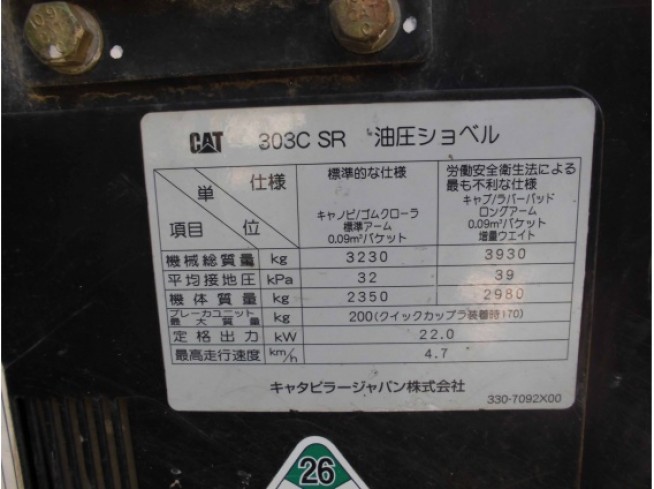 CAT 303C SR 油圧ショベル
単 仕様
項目 位
標準的な仕様
キャノピ/ゴムクローラ
標準アーム
0.09m³バケット
労働安全衛生法による
最も不利な仕様
キャブ/ラバーパッド
ロングアーム
0.09m³バケット
増量ウエイト
機械総質量 kg 3230 3930
平均接地圧 kPa 32 39
機体質量 kg 2350 2980
ブレーカユニット
最大質量 kg 200(クイックカップラ装着時170)
定格出力 kW 22.0
最高走行速度 km/h 4.7
キャタピラージャパン株式会社
330-7092X00
26